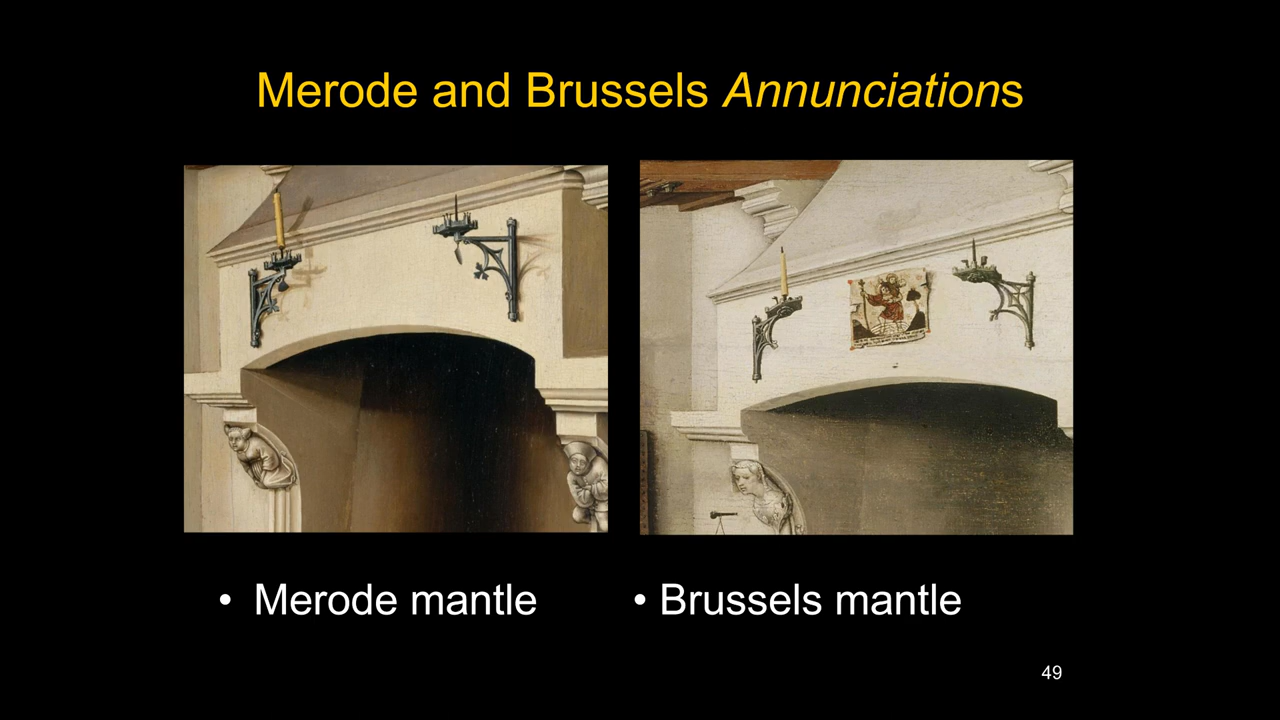 Merode and Brussels Annunciations
• Merode mantle
• Brussels mantle
49